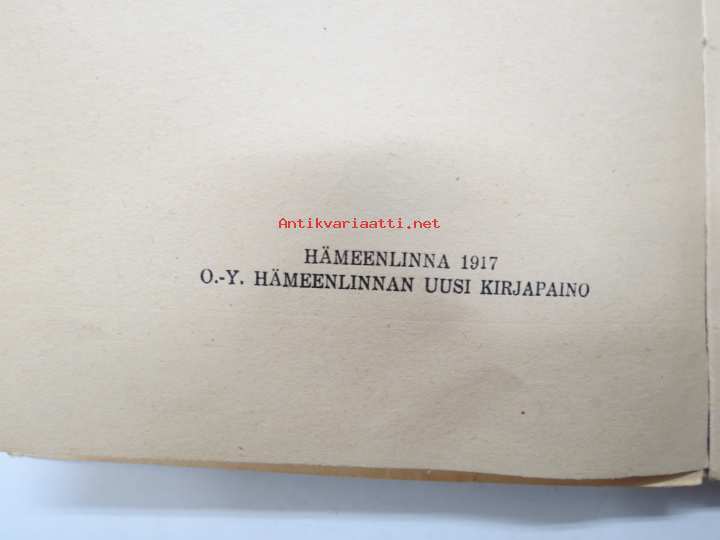 Antikvariaatti.net
HÄMEENLINNA 1917
O.-Y. HÄMEENLINNAN UUSI KIRJAPAINO